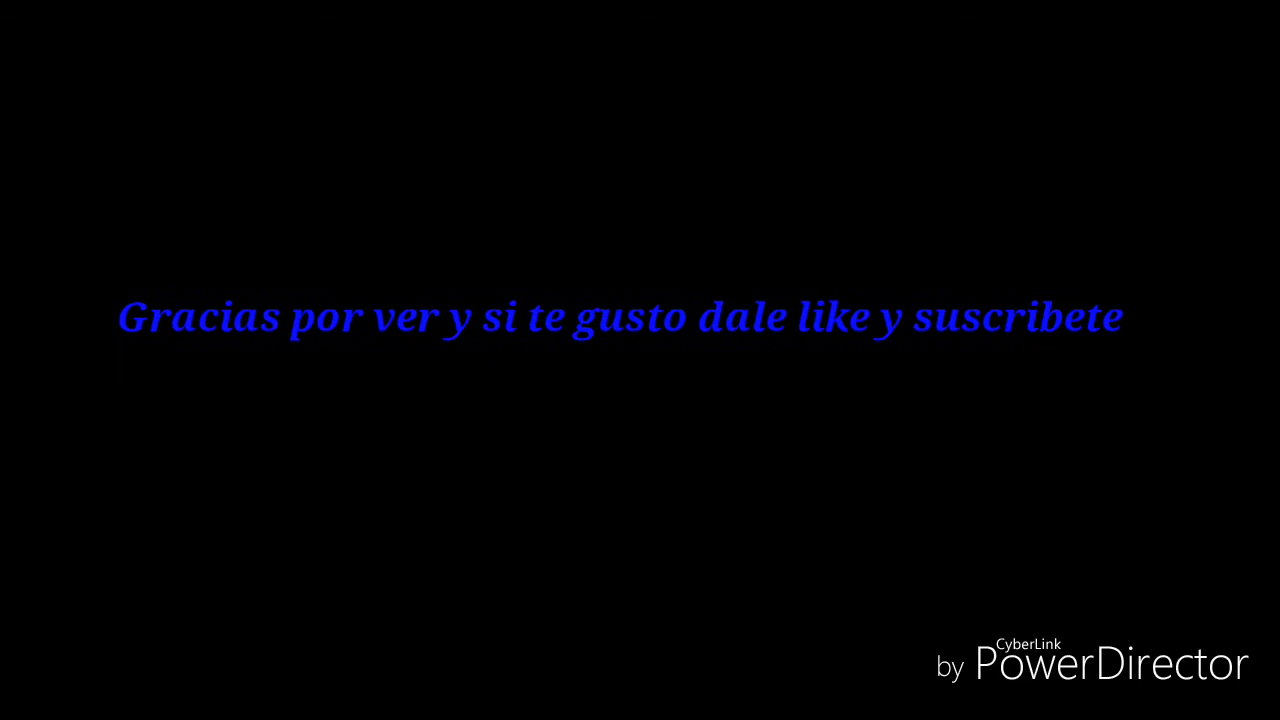 Gracias por ver y si te gusto dale like y suscribete
CyberLink
by PowerDirector